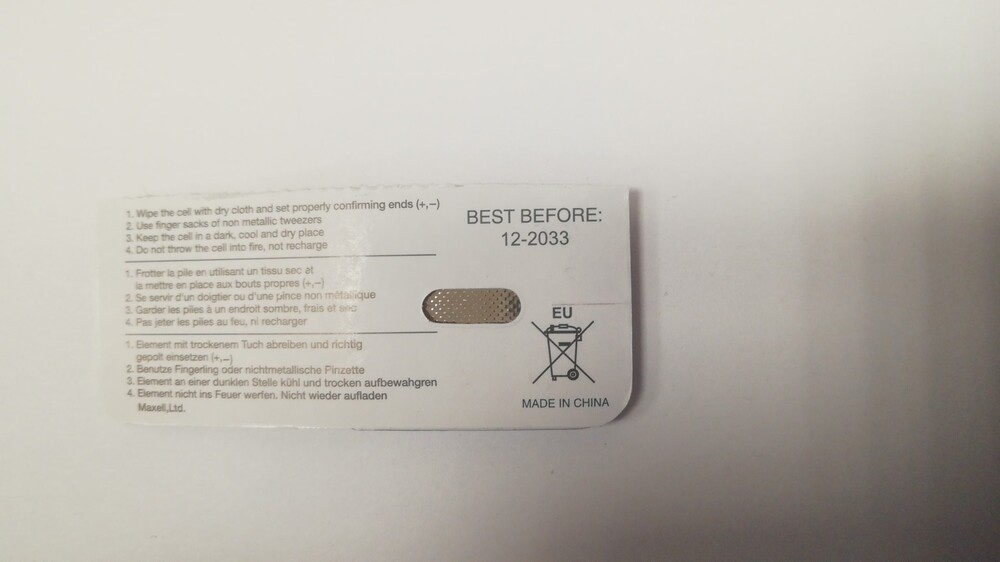 1. Wipe the cell with dry cloth and set properly confirming ends (+,–)
2. Use finger sacks of non metallic tweezers
3. Keep the cell in a dark, cool and dry place
4. Do not throw the cell into fire, not recharge
1. Frotter la pile en utilisant un tissu sec et
la mettre en place aux bouts propres (+,–)
2. Se servir d'un doigtier ou d'une pince non métallique
3. Garder les piles à un endroit sombre, frais et sec
4. Pas jeter les piles au feu, ni recharger
1. Element mit trockenem Tuch abreiben und richtig
gepolt einsetzen (+,–)
2. Benutze Fingerling oder nichtmetallische Pinzette
3. Element an einer dunklen Stelle kühl und trocken aufbewahgren
4. Element nicht ins Feuer werfen. Nicht wieder aufladen
Maxell,Ltd.
BEST BEFORE:
12-2033
EU
MADE IN CHINA